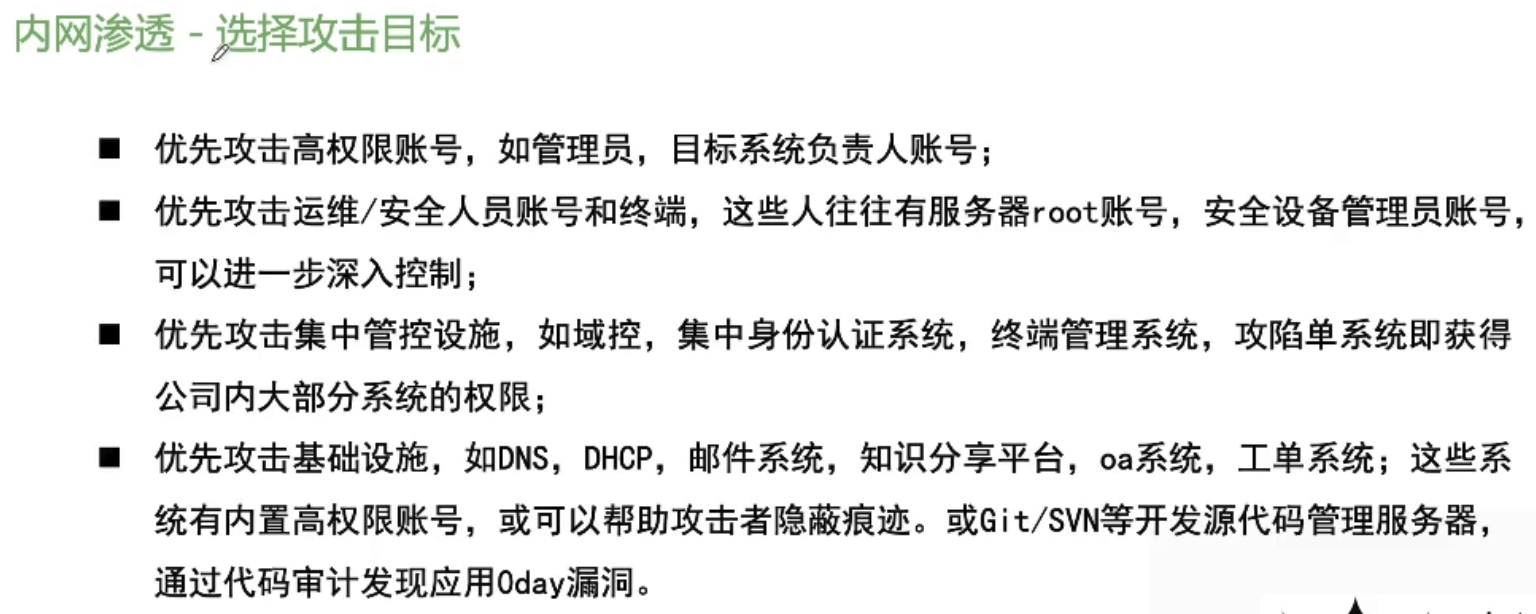 内网渗透 - 选择攻击目标
■ 优先攻击高权限账号，如管理员，目标系统负责人账号；
■ 优先攻击运维/安全人员账号和终端，这些人往往有服务器root账号，安全设备管理员账号，
可以进一步深入控制；
■ 优先攻击集中管控设施，如域控，集中身份认证系统，终端管理系统，攻陷单系统即获得
公司内大部分系统的权限；
■ 优先攻击基础设施，如DNS，DHCP，邮件系统，知识分享平台，oa系统，工单系统；这些系
统有内置高权限账号，或可以帮助攻击者隐蔽痕迹。或Git/SVN等开发源代码管理服务器，
通过代码审计发现应用0day漏洞。